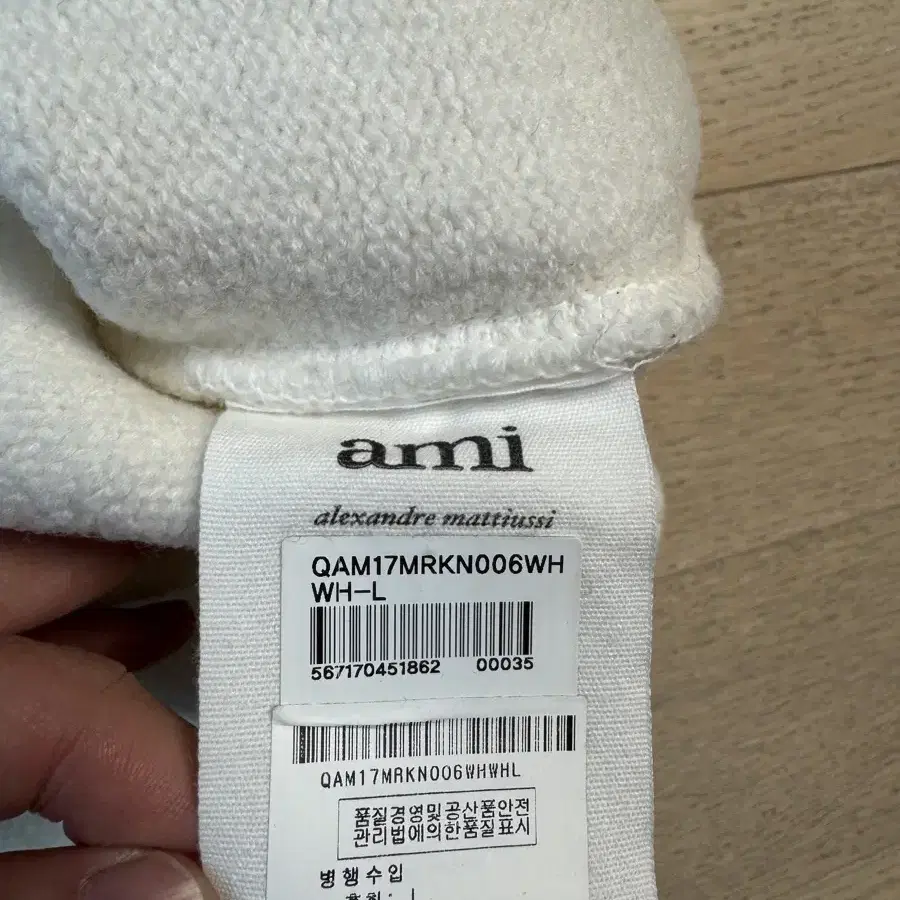 ami
alexandre mattiussi
QAM17MRKN006WH
WH-L
567170451862 00035
QAM17MRKN006WHWHL
품질경영및공산품안전
관리법에의한품질표시
병행수입